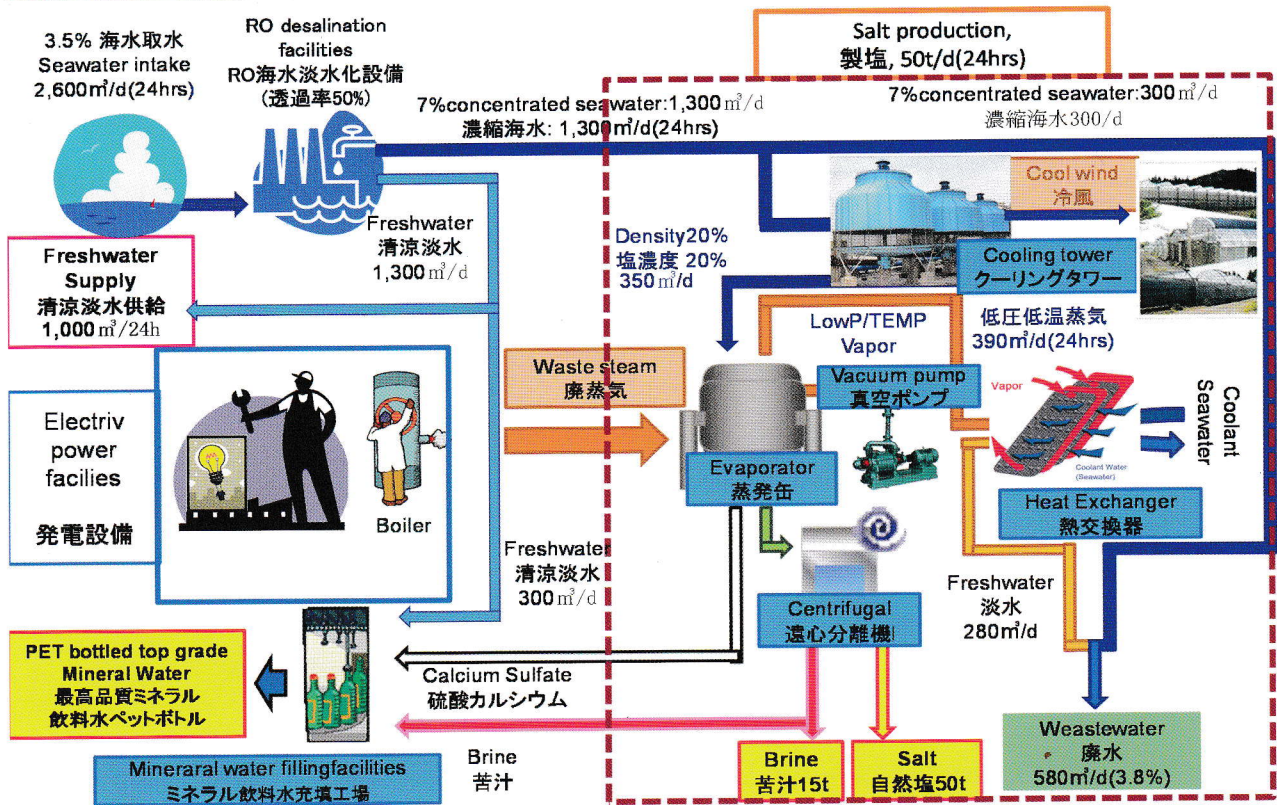 3.5% 海水取水
Seawater intake
2,600㎥/d(24hrs)
RO desalination
facilities
RO海水淡水化設備
(透過率50%)
Salt production,
製塩, 50t/d(24hrs)
7%concentrated seawater:1,300㎥/d
濃縮海水: 1,300㎥/d(24hrs)
7%concentrated seawater:300㎥/d
濃縮海水300/d
Freshwater
清涼淡水
1,300㎥/d
Freshwater
Supply
清涼淡水供給
1,000㎥/24h
Density20%
塩濃度 20%
350㎥/d
Cool wind
冷風
Cooling tower
クーリングタワー
LowP/TEMP
Vapor
低圧低温蒸気
390㎥/d(24hrs)
Electriv
power
facilies
発電設備
Boiler
Waste steam
廃蒸気
Vacuum pump
真空ポンプ
Evaporator
蒸発缶
Vapor
Coolant Water
(Seawater)
Coolant
Seawater
Heat Exchanger
熱交換器
Freshwater
清涼淡水
300㎥/d
Centrifugal
遠心分離機
Freshwater
淡水
280㎥/d
PET bottled top grade
Mineral Water
最高品質ミネラル
飲料水ペットボトル
Calcium Sulfate
硫酸カルシウム
Mineraral water fillingfacilities
ミネラル飲料水充填工場
Brine
苦汁
Brine
苦汁15t
Salt
自然塩50t
Weastewater
廃水
580㎥/d(3.8%)